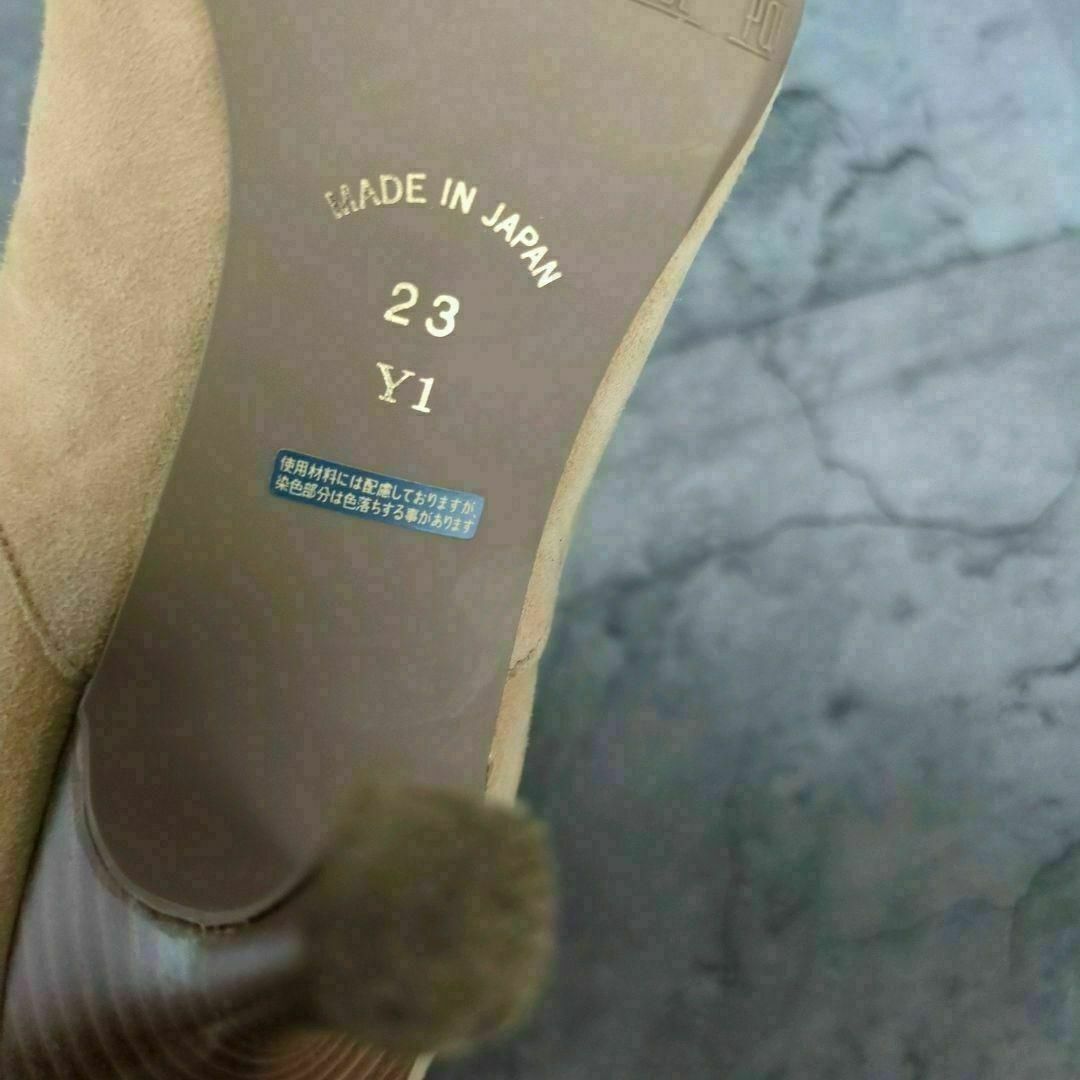 MADE IN JAPAN
23
Y1
使用材料には配慮しておりますが、
染色部分は色落ちする事があります